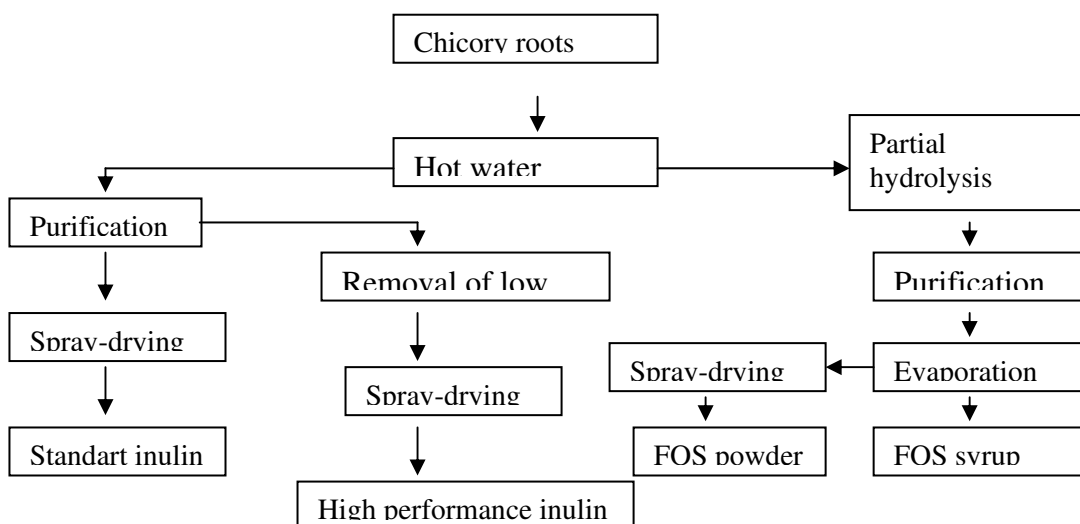 Chicory roots
Hot water
Partial
hydrolysis
Purification
Removal of low
Purification
Spray-drying
Spray-drying
Evaporation
Spray-drying
Standart inulin
FOS powder
FOS syrup
High performance inulin